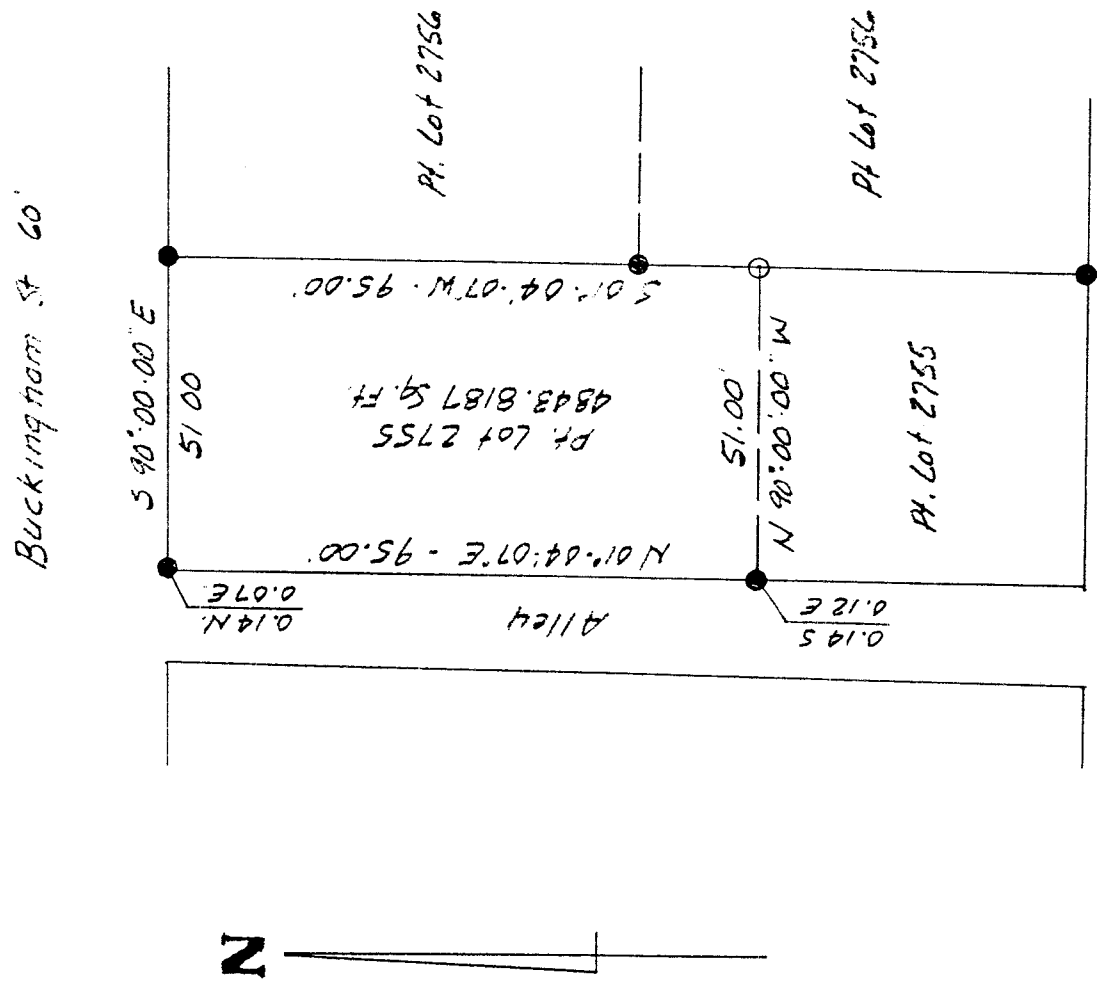 Buckingham St 60'
Pt. Lot 2756
Pt Lot 2756
S 90°·00'·00" E
51 00
S 01°·04'·07"W - 95.00'
Pt. Lot 2755
4843.8187 Sq. Ft.
N 01°·04'·07"E - 95.00'
51.00'
N 90°·00'·00" W
Pt. Lot 2755
0.14 N.
0.07 E.
Alley
0.14 S
0.12 E
N